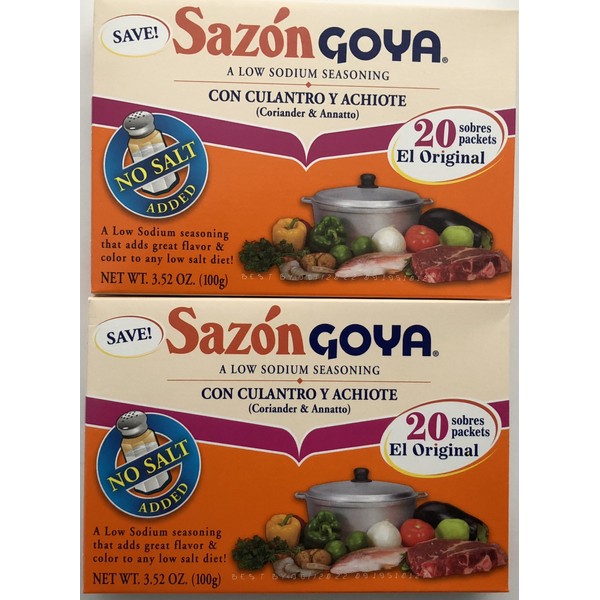 SAVE!
Sazón GOYA®
A LOW SODIUM SEASONING
CON CULANTRO Y ACHIOTE
(Coriander & Annatto)
20 sobres
packets
El Original
NO SALT
ADDED
A Low Sodium seasoning
that adds great flavor &
color to any low salt diet!
NET WT. 3.52 OZ. (100g)
BEST BY
SAVE!
Sazón GOYA®
A LOW SODIUM SEASONING
CON CULANTRO Y ACHIOTE
(Coriander & Annatto)
20 sobres
packets
El Original
NO SALT
ADDED
A Low Sodium seasoning
that adds great flavor &
color to any low salt diet!
NET WT. 3.52 OZ. (100g)
BEST BY